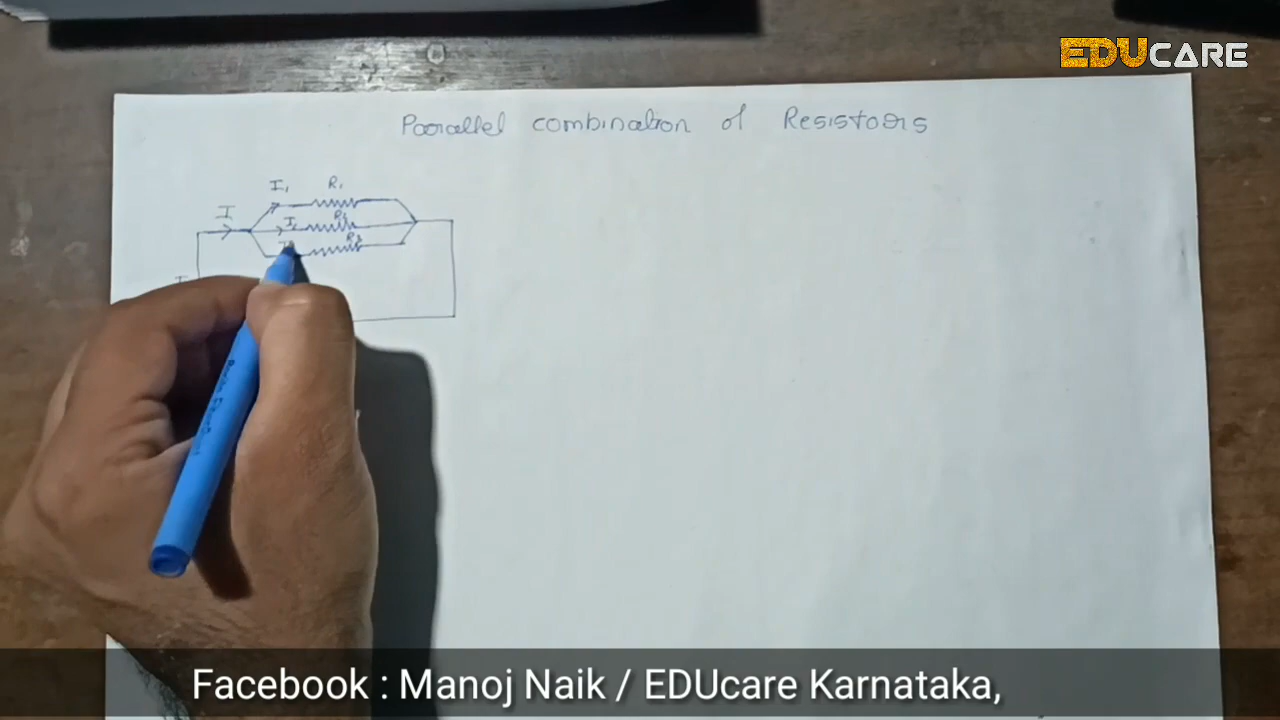 EDUCARE
Parallel combination of Resistors
I₁ R₁
I I₂ R₂
R₃
I
Facebook : Manoj Naik / EDUcare Karnataka,